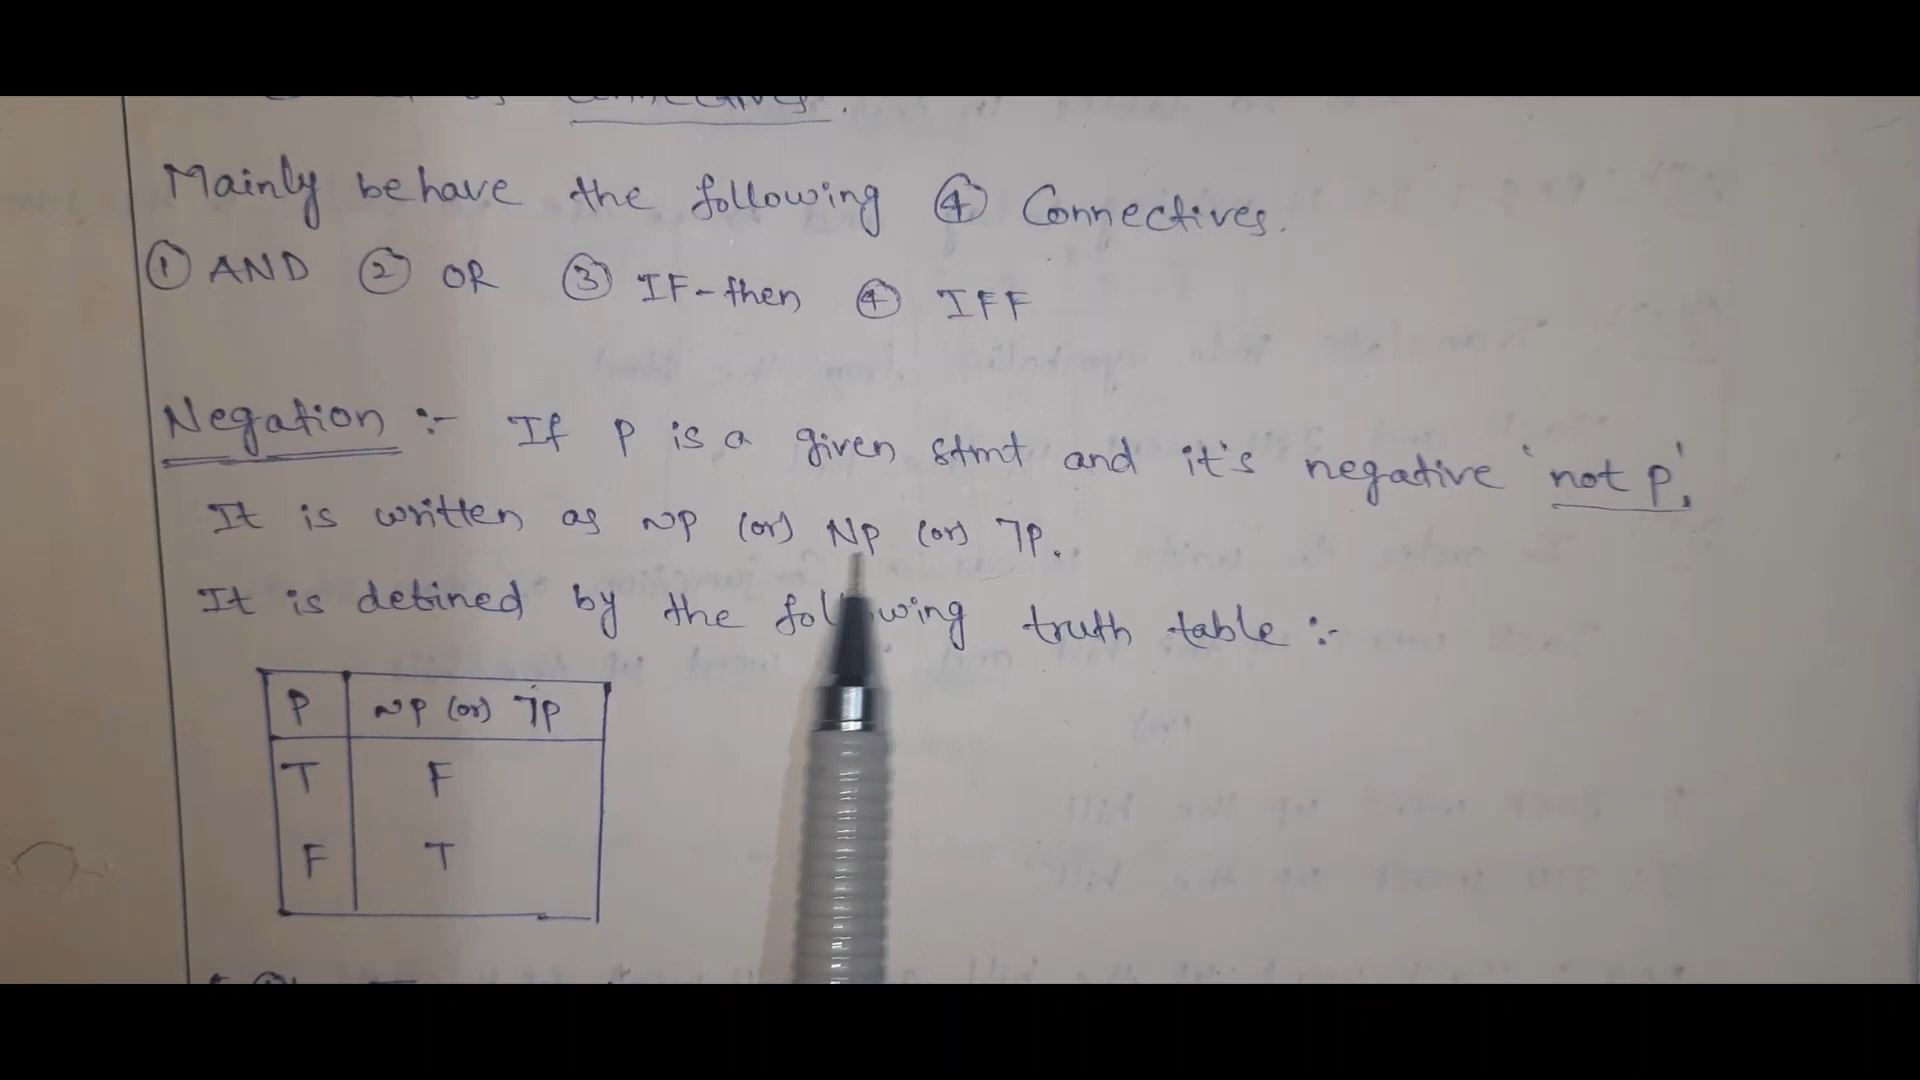 Connectives.
Mainly behave the following ④ Connectives.
① AND ② OR ③ IF-then ④ IFF
Negation :- If P is a given stmt and it's negative 'not P'.
It is written as ~P (or) NP (or) ⅂P.
It is defined by the following truth table :-
P ~P (or) ⅂P
T F
F T